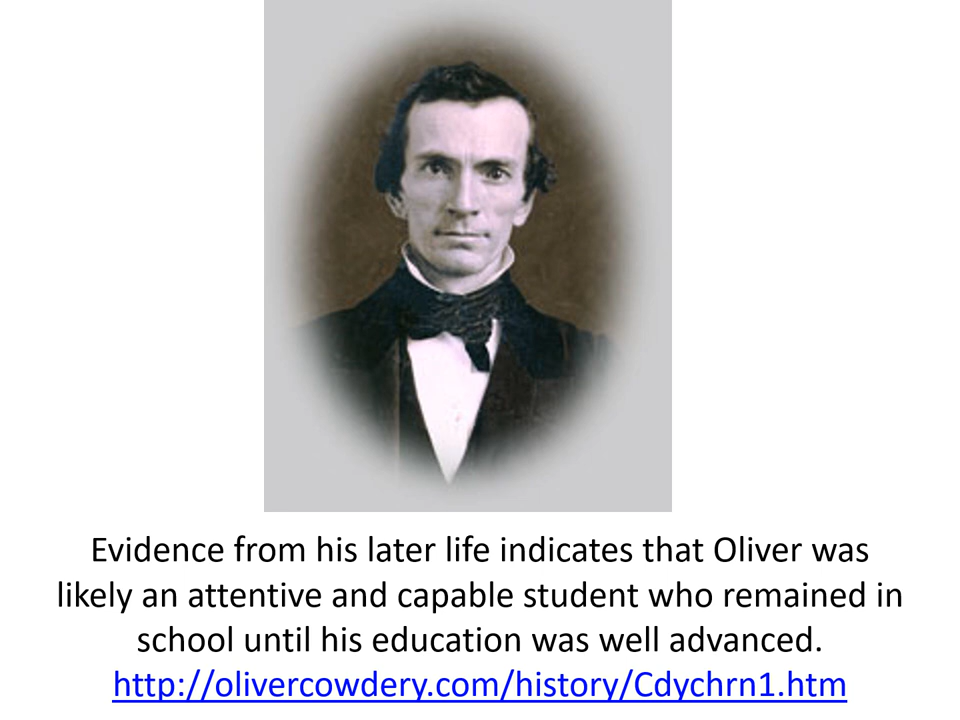 Evidence from his later life indicates that Oliver was
likely an attentive and capable student who remained in
school until his education was well advanced.
http://olivercowdery.com/history/Cdychrn1.htm